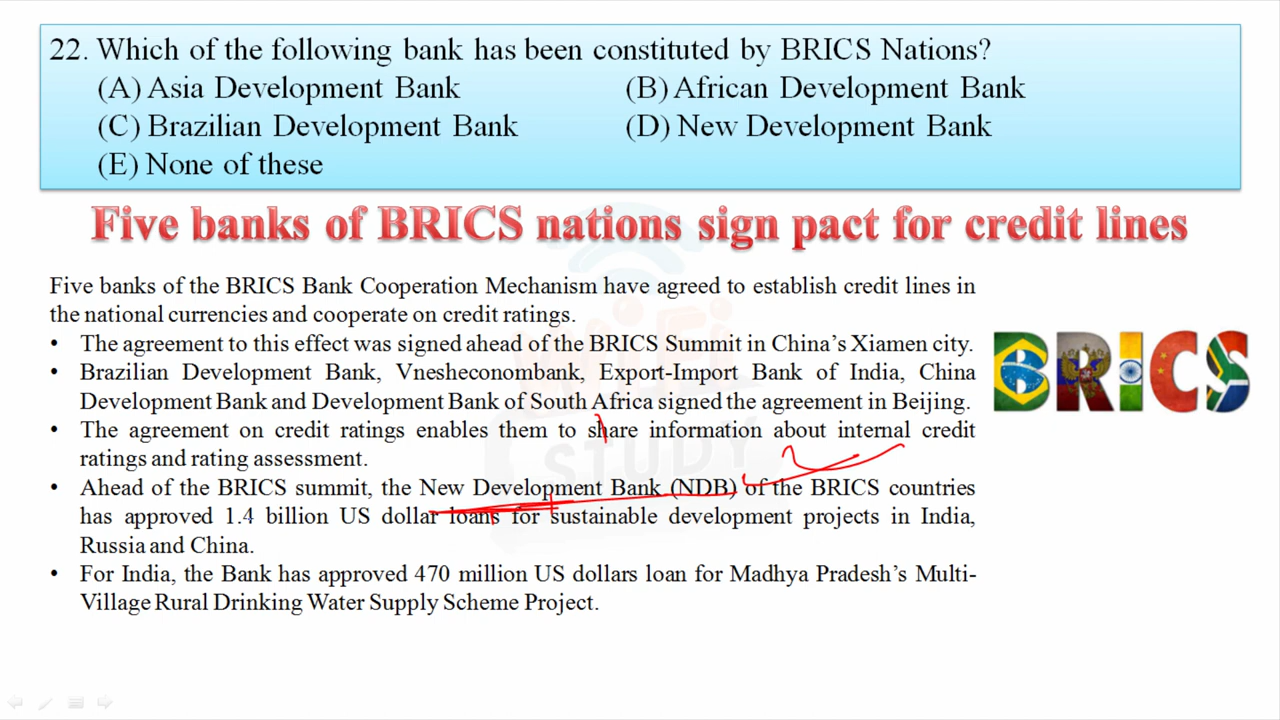 22. Which of the following bank has been constituted by BRICS Nations?
(A) Asia Development Bank (B) African Development Bank
(C) Brazilian Development Bank (D) New Development Bank
(E) None of these
Five banks of BRICS nations sign pact for credit lines
Five banks of the BRICS Bank Cooperation Mechanism have agreed to establish credit lines in
the national currencies and cooperate on credit ratings.
• The agreement to this effect was signed ahead of the BRICS Summit in China's Xiamen city.
• Brazilian Development Bank, Vnesheconombank, Export-Import Bank of India, China
Development Bank and Development Bank of South Africa signed the agreement in Beijing.
• The agreement on credit ratings enables them to share information about internal credit
ratings and rating assessment.
• Ahead of the BRICS summit, the New Development Bank (NDB) of the BRICS countries
has approved 1.4 billion US dollar loans for sustainable development projects in India,
Russia and China.
• For India, the Bank has approved 470 million US dollars loan for Madhya Pradesh's Multi-
Village Rural Drinking Water Supply Scheme Project.
BRICS
WiFi
STUDY